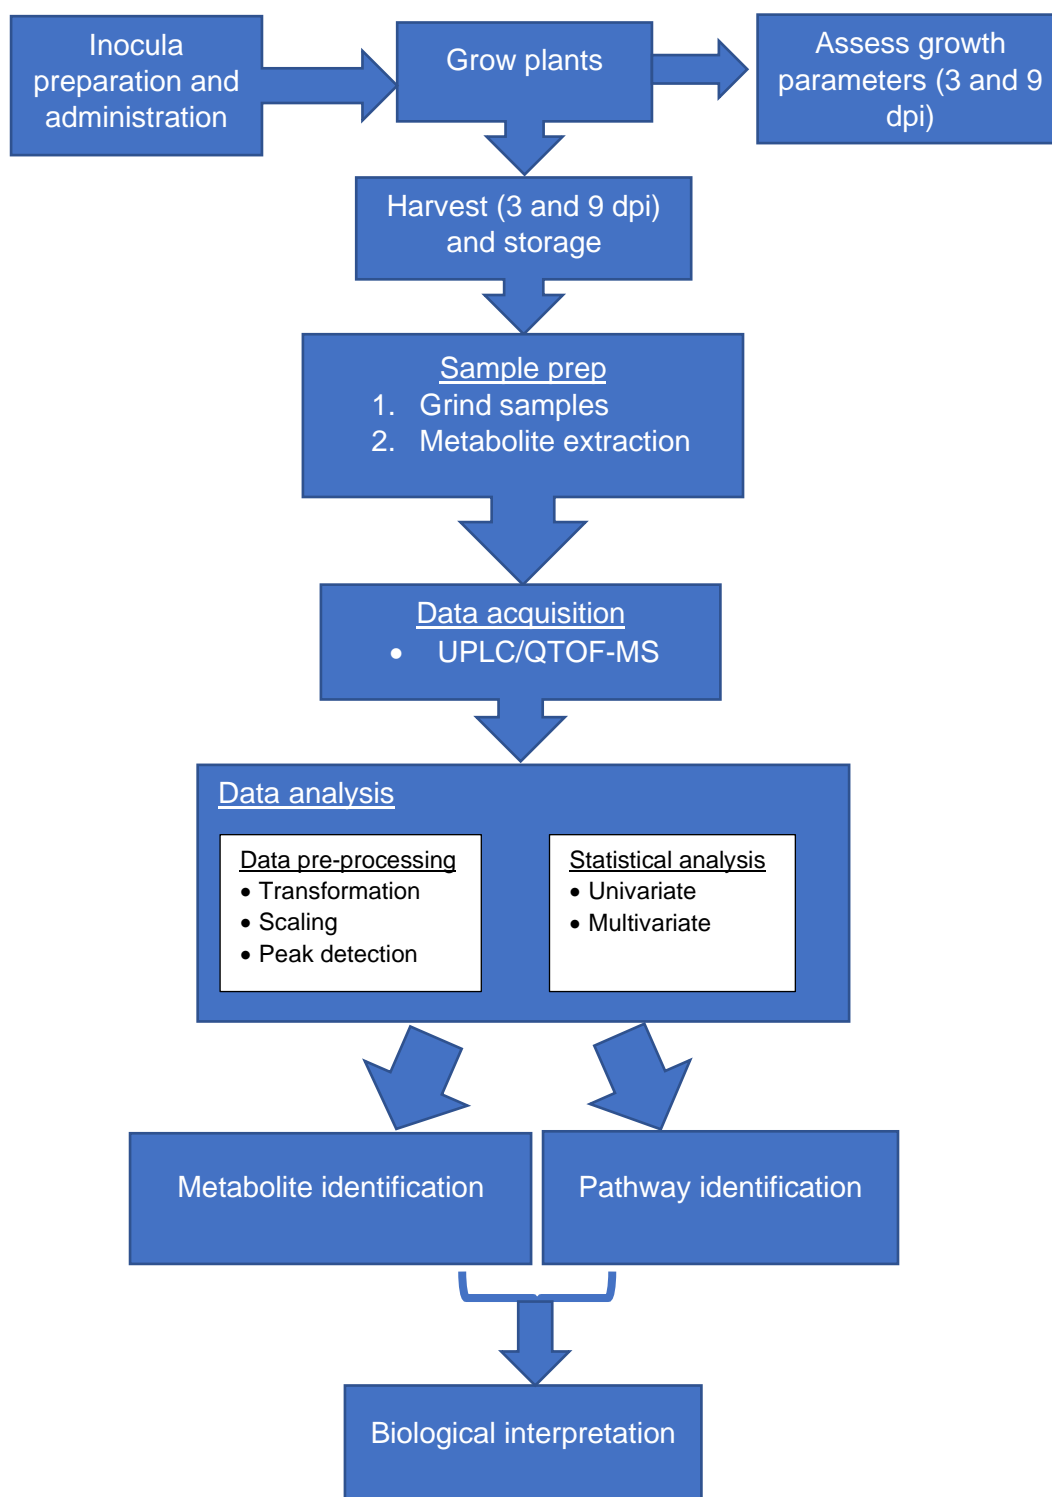 Inocula
preparation and
administration
Grow plants
Assess growth
parameters (3 and 9
dpi)
Harvest (3 and 9 dpi)
and storage
Sample prep
1. Grind samples
2. Metabolite extraction
Data acquisition
• UPLC/QTOF-MS
Data analysis
Data pre-processing
• Transformation
• Scaling
• Peak detection
Statistical analysis
• Univariate
• Multivariate
Metabolite identification
Pathway identification
Biological interpretation